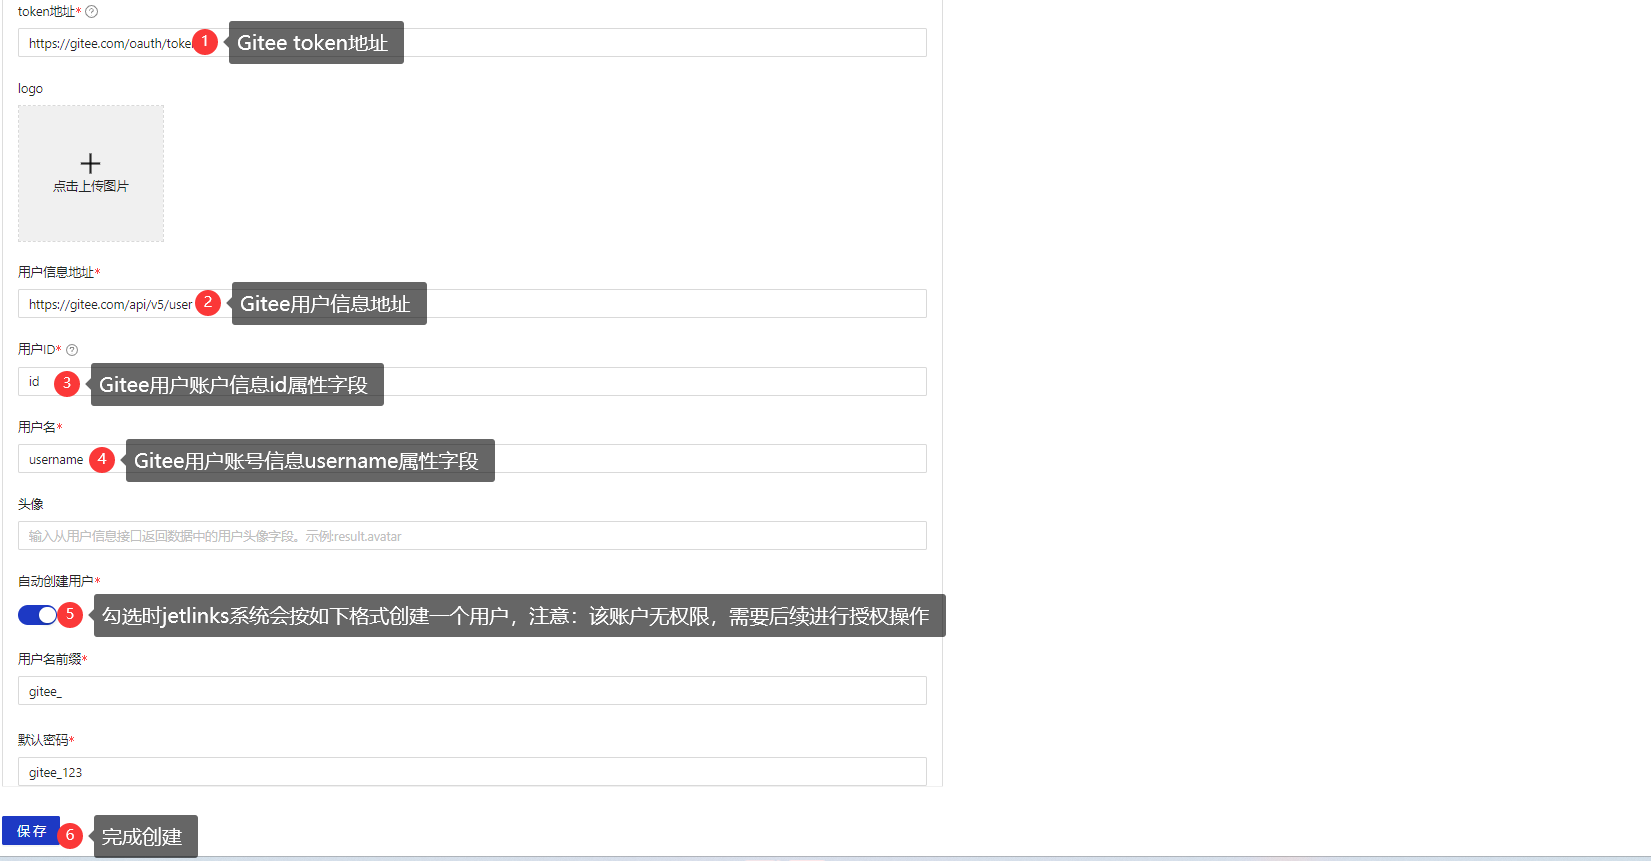 token地址*
https://gitee.com/oauth/toke
1
Gitee token地址
logo
点击上传图片
用户信息地址*
https://gitee.com/api/v5/user
2
Gitee用户信息地址
用户ID*
id
3
Gitee用户账户信息id属性字段
用户名*
username
4
Gitee用户账号信息username属性字段
头像
输入从用户信息接口返回数据中的用户头像字段。示例:result.avatar
自动创建用户*
5
勾选时jetlinks系统会按如下格式创建一个用户，注意：该账户无权限，需要后续进行授权操作
用户名前缀*
gitee_
默认密码*
gitee_123
保存
6
完成创建